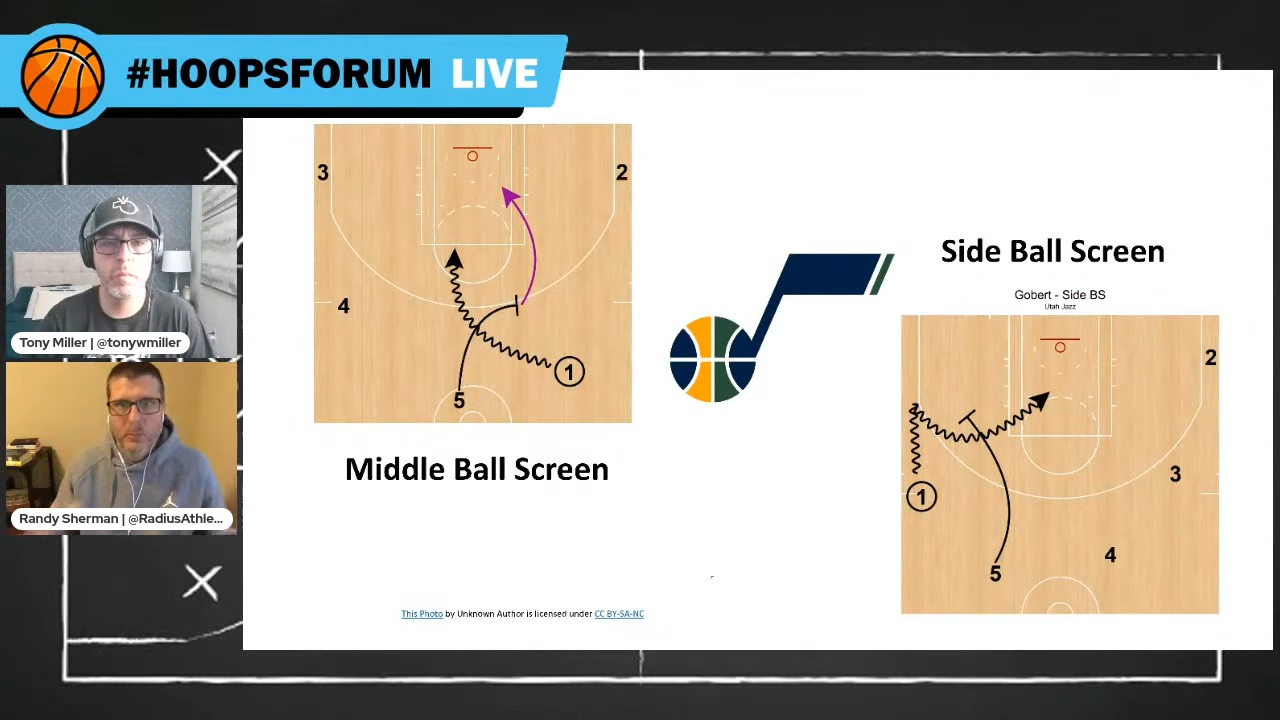 #HOOPSFORUM LIVE
3
2
4
1
5
Middle Ball Screen
Side Ball Screen
Gobert - Side BS
Utah Jazz
2
3
1
4
5
Tony Miller | @tonywmiller
Randy Sherman | @RadiusAthle...
This Photo by Unknown Author is licensed under CC BY-SA-NC